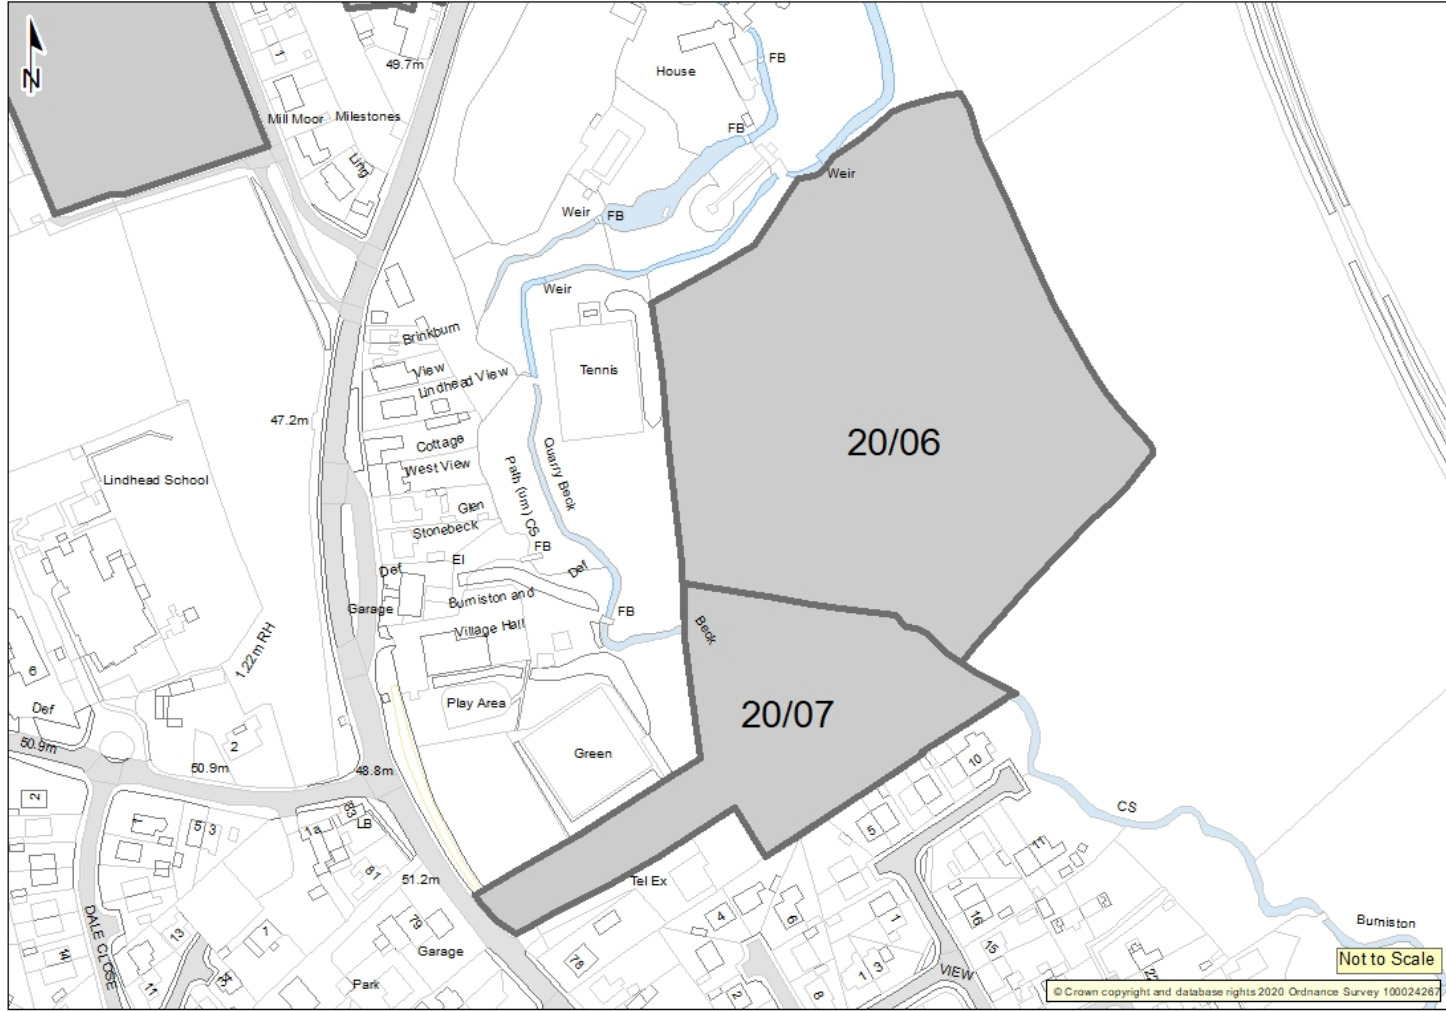 N
49.7m
House
FB
1
Mill Moor
Milestones
FB
Ling
Weir
Weir
FB
Weir
Brinkburn
View
Lindhead View
Tennis
47.2m
Cottage
West View
Quarry Beck
20/06
Lindhead School
Path (um) CS
Glen
Stonebeck
FB
El
Def
Def
Garage
Burniston and
FB
Village Hall
Beck
1.22m RH
6
Def
Play Area
20/07
50.9m
2
Green
50.9m
48.8m
10
2
CS
1
5
3
1a
83
LB
5
11
81
51.2m
Tel Ex
DALE CLOSE
79
4
6
1
16
Burniston
13
7
Garage
15
14
78
Not to Scale
11
Park
1
3
VIEW
2
8
© Crown copyright and database rights 2020 Ordnance Survey 100024267